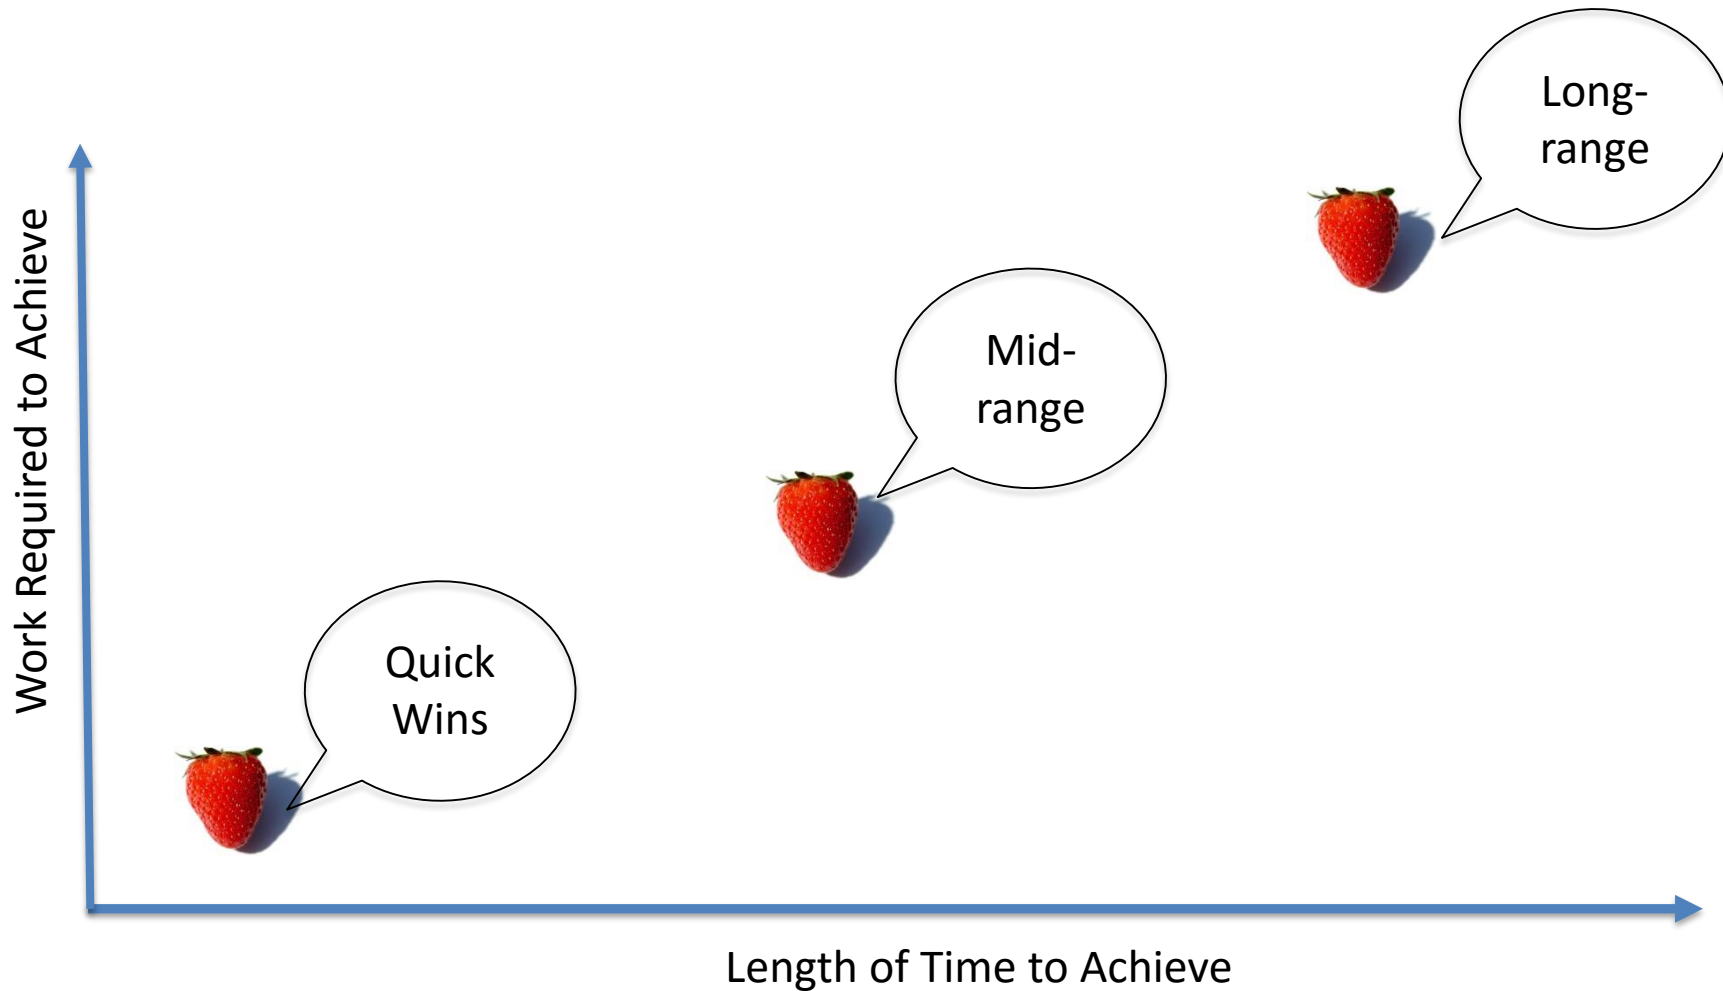 Long-
range
Mid-
range
Quick
Wins
Work Required to Achieve
Length of Time to Achieve